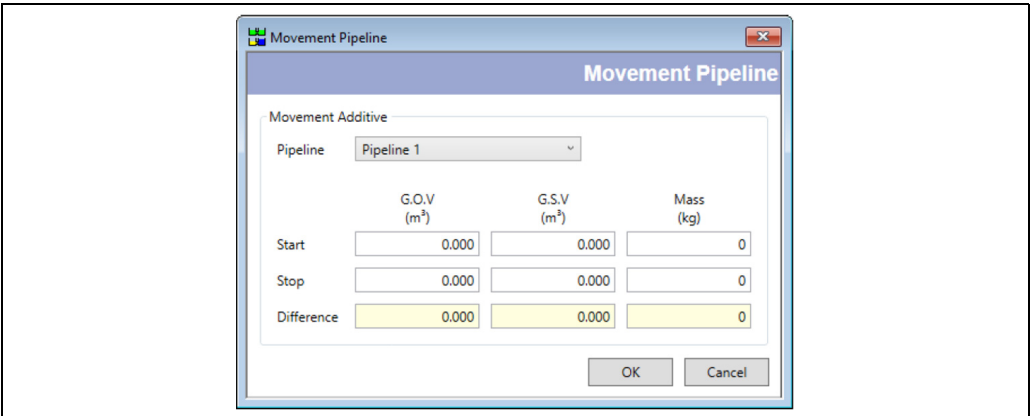 Movement Pipeline
Movement Pipeline
Movement Additive
Pipeline Pipeline 1
G.O.V G.S.V Mass
(m³) (m³) (kg)
Start 0.000 0.000 0
Stop 0.000 0.000 0
Difference 0.000 0.000 0
OK Cancel